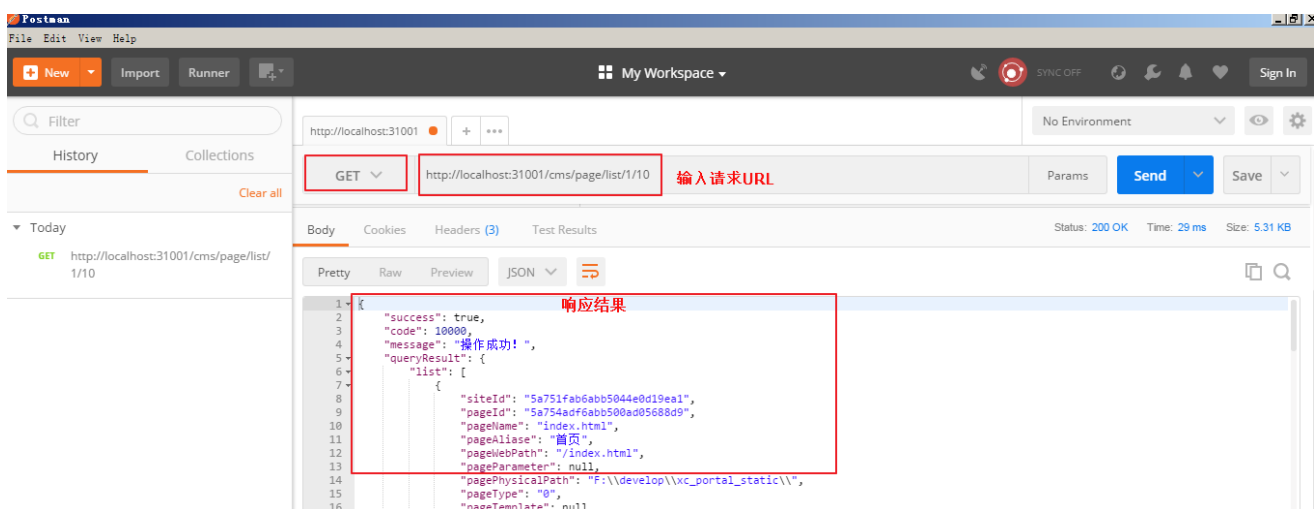 Postman
File Edit View Help
New Import Runner My Workspace SYNC OFF Sign In
Filter
History Collections
Clear all
Today
GET http://localhost:31001/cms/page/list/
1/10
http://localhost:31001 + ••• No Environment
GET http://localhost:31001/cms/page/list/1/10 输入请求URL Params Send Save
Body Cookies Headers (3) Test Results Status: 200 OK Time: 29 ms Size: 5.31 KB
Pretty Raw Preview JSON
响应结果
1 {
2 "success": true,
3 "code": 10000,
4 "message": "操作成功！",
5 "queryResult": {
6 "list": [
7 {
8 "siteId": "5a751fab6abb5044e0d19ea1",
9 "pageId": "5a754adf6abb500ad05688d9",
10 "pageName": "index.html",
11 "pageAliase": "首页",
12 "pageWebPath": "/index.html",
13 "pageParameter": null,
14 "pagePhysicalPath": "F:\\develop\\xc_portal_static\\",
15 "pageType": "0",
16 "pageTemplate": null